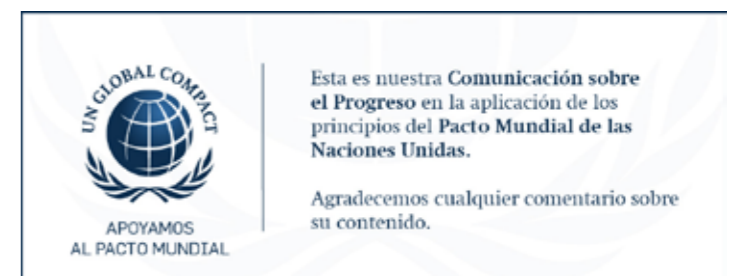 UN GLOBAL COMPACT
APOYAMOS
AL PACTO MUNDIAL
Esta es nuestra Comunicación sobre
el Progreso en la aplicación de los
principios del Pacto Mundial de las
Naciones Unidas.
Agradecemos cualquier comentario sobre
su contenido.